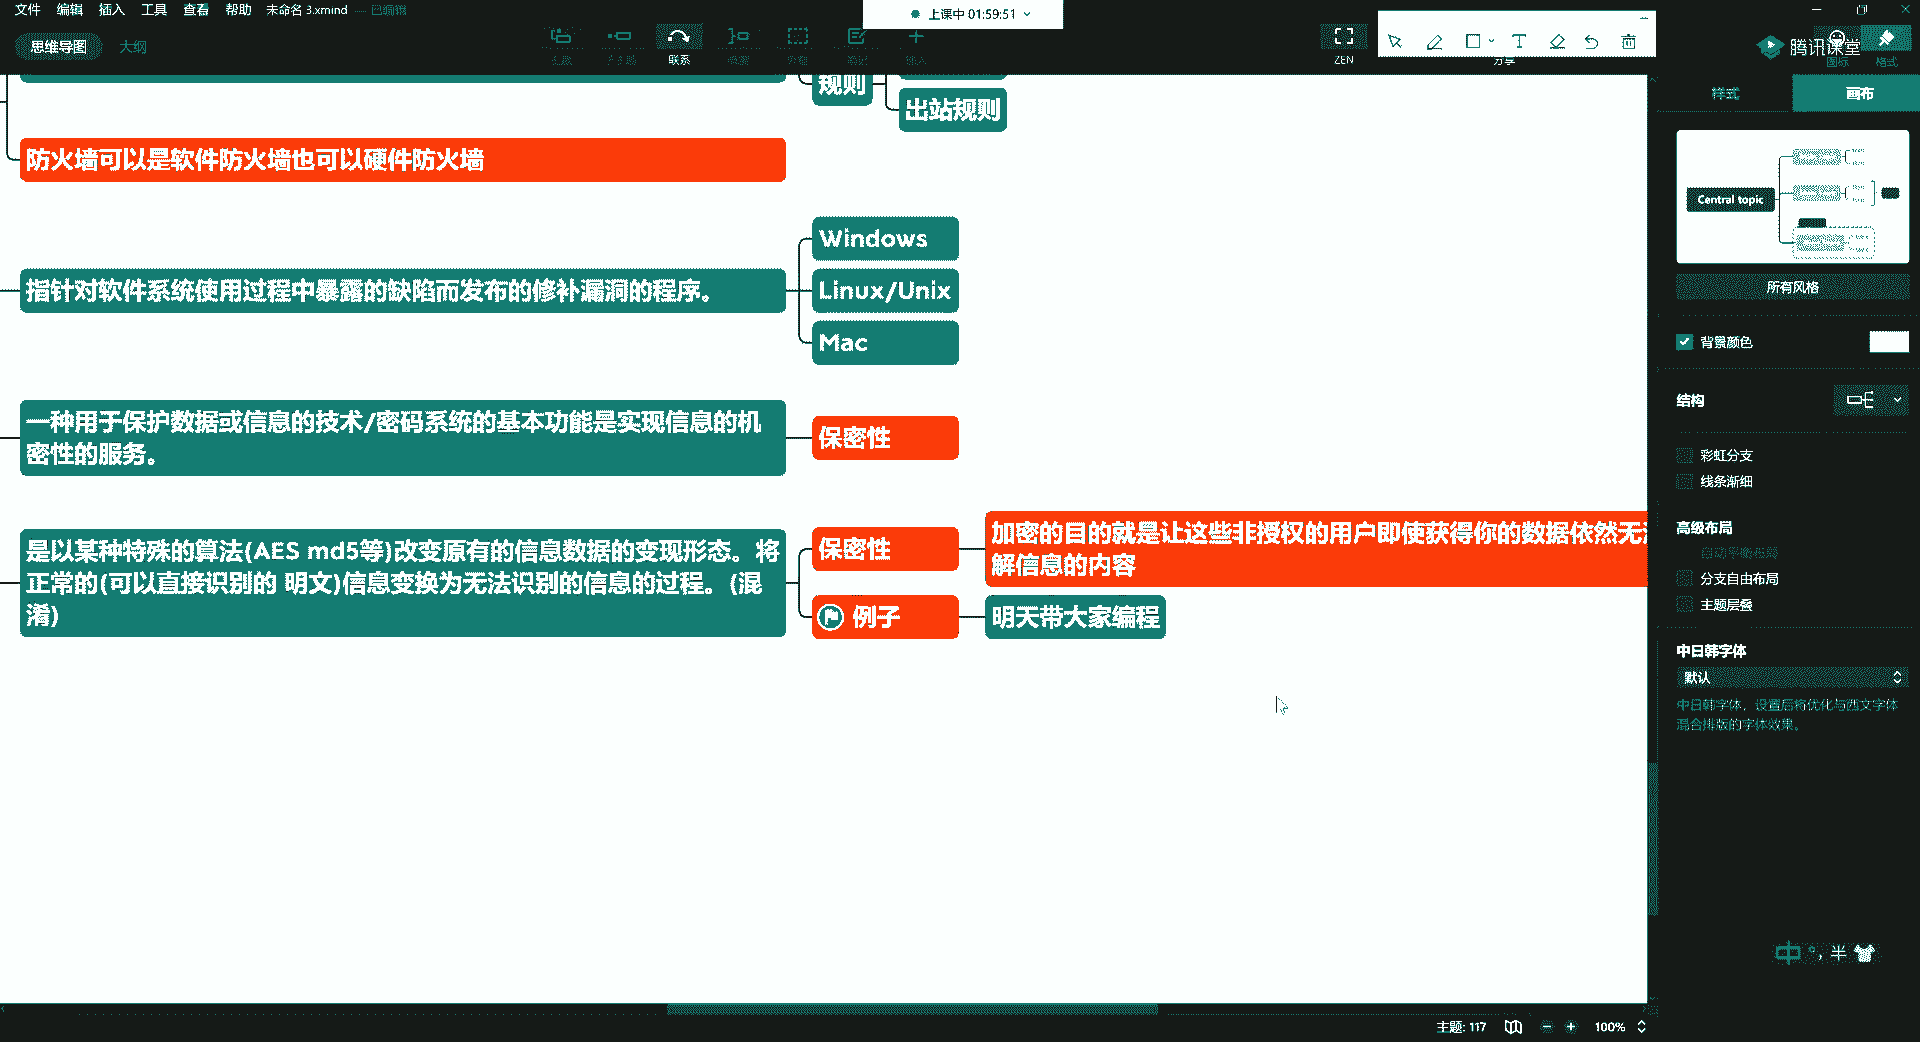 文件 编辑 插入 工具 查看 帮助 未命名 3.xmind — 已编辑
上课中 01:59:51
思维导图 大纲
联系
ZEN
分享
腾讯课堂
图标 格式
样式 画布
规则
出站规则
防火墙可以是软件防火墙也可以硬件防火墙
Windows
指针对软件系统使用过程中暴露的缺陷而发布的修补漏洞的程序。
Linux/Unix
Mac
一种用于保护数据或信息的技术/密码系统的基本功能是实现信息的机
密性的服务。
保密性
是以某种特殊的算法(AES md5等)改变原有的信息数据的变现形态。将
正常的(可以直接识别的 明文)信息变换为无法识别的信息的过程。(混
淆)
保密性
加密的目的就是让这些非授权的用户即使获得你的数据依然无
解信息的内容
例子
明天带大家编程
Central topic
所有风格
背景颜色
结构
彩虹分支
线条渐细
高级布局
自动平衡布局
分支自由布局
主题层叠
中日韩字体
默认
中日韩字体，设置后将优化与西文字体
混合排版的字体效果。
中 °, 半
主题: 117
100%